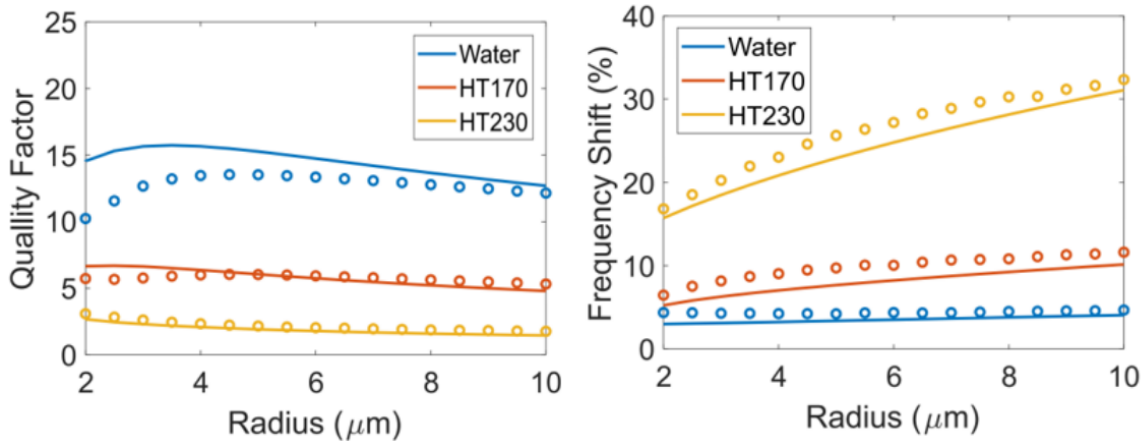 25
20
15
10
5
0
Quallity Factor
Water
HT170
HT230
2 4 6 8 10
Radius (μm)
40
30
20
10
0
Frequency Shift (%)
Water
HT170
HT230
2 4 6 8 10
Radius (μm)